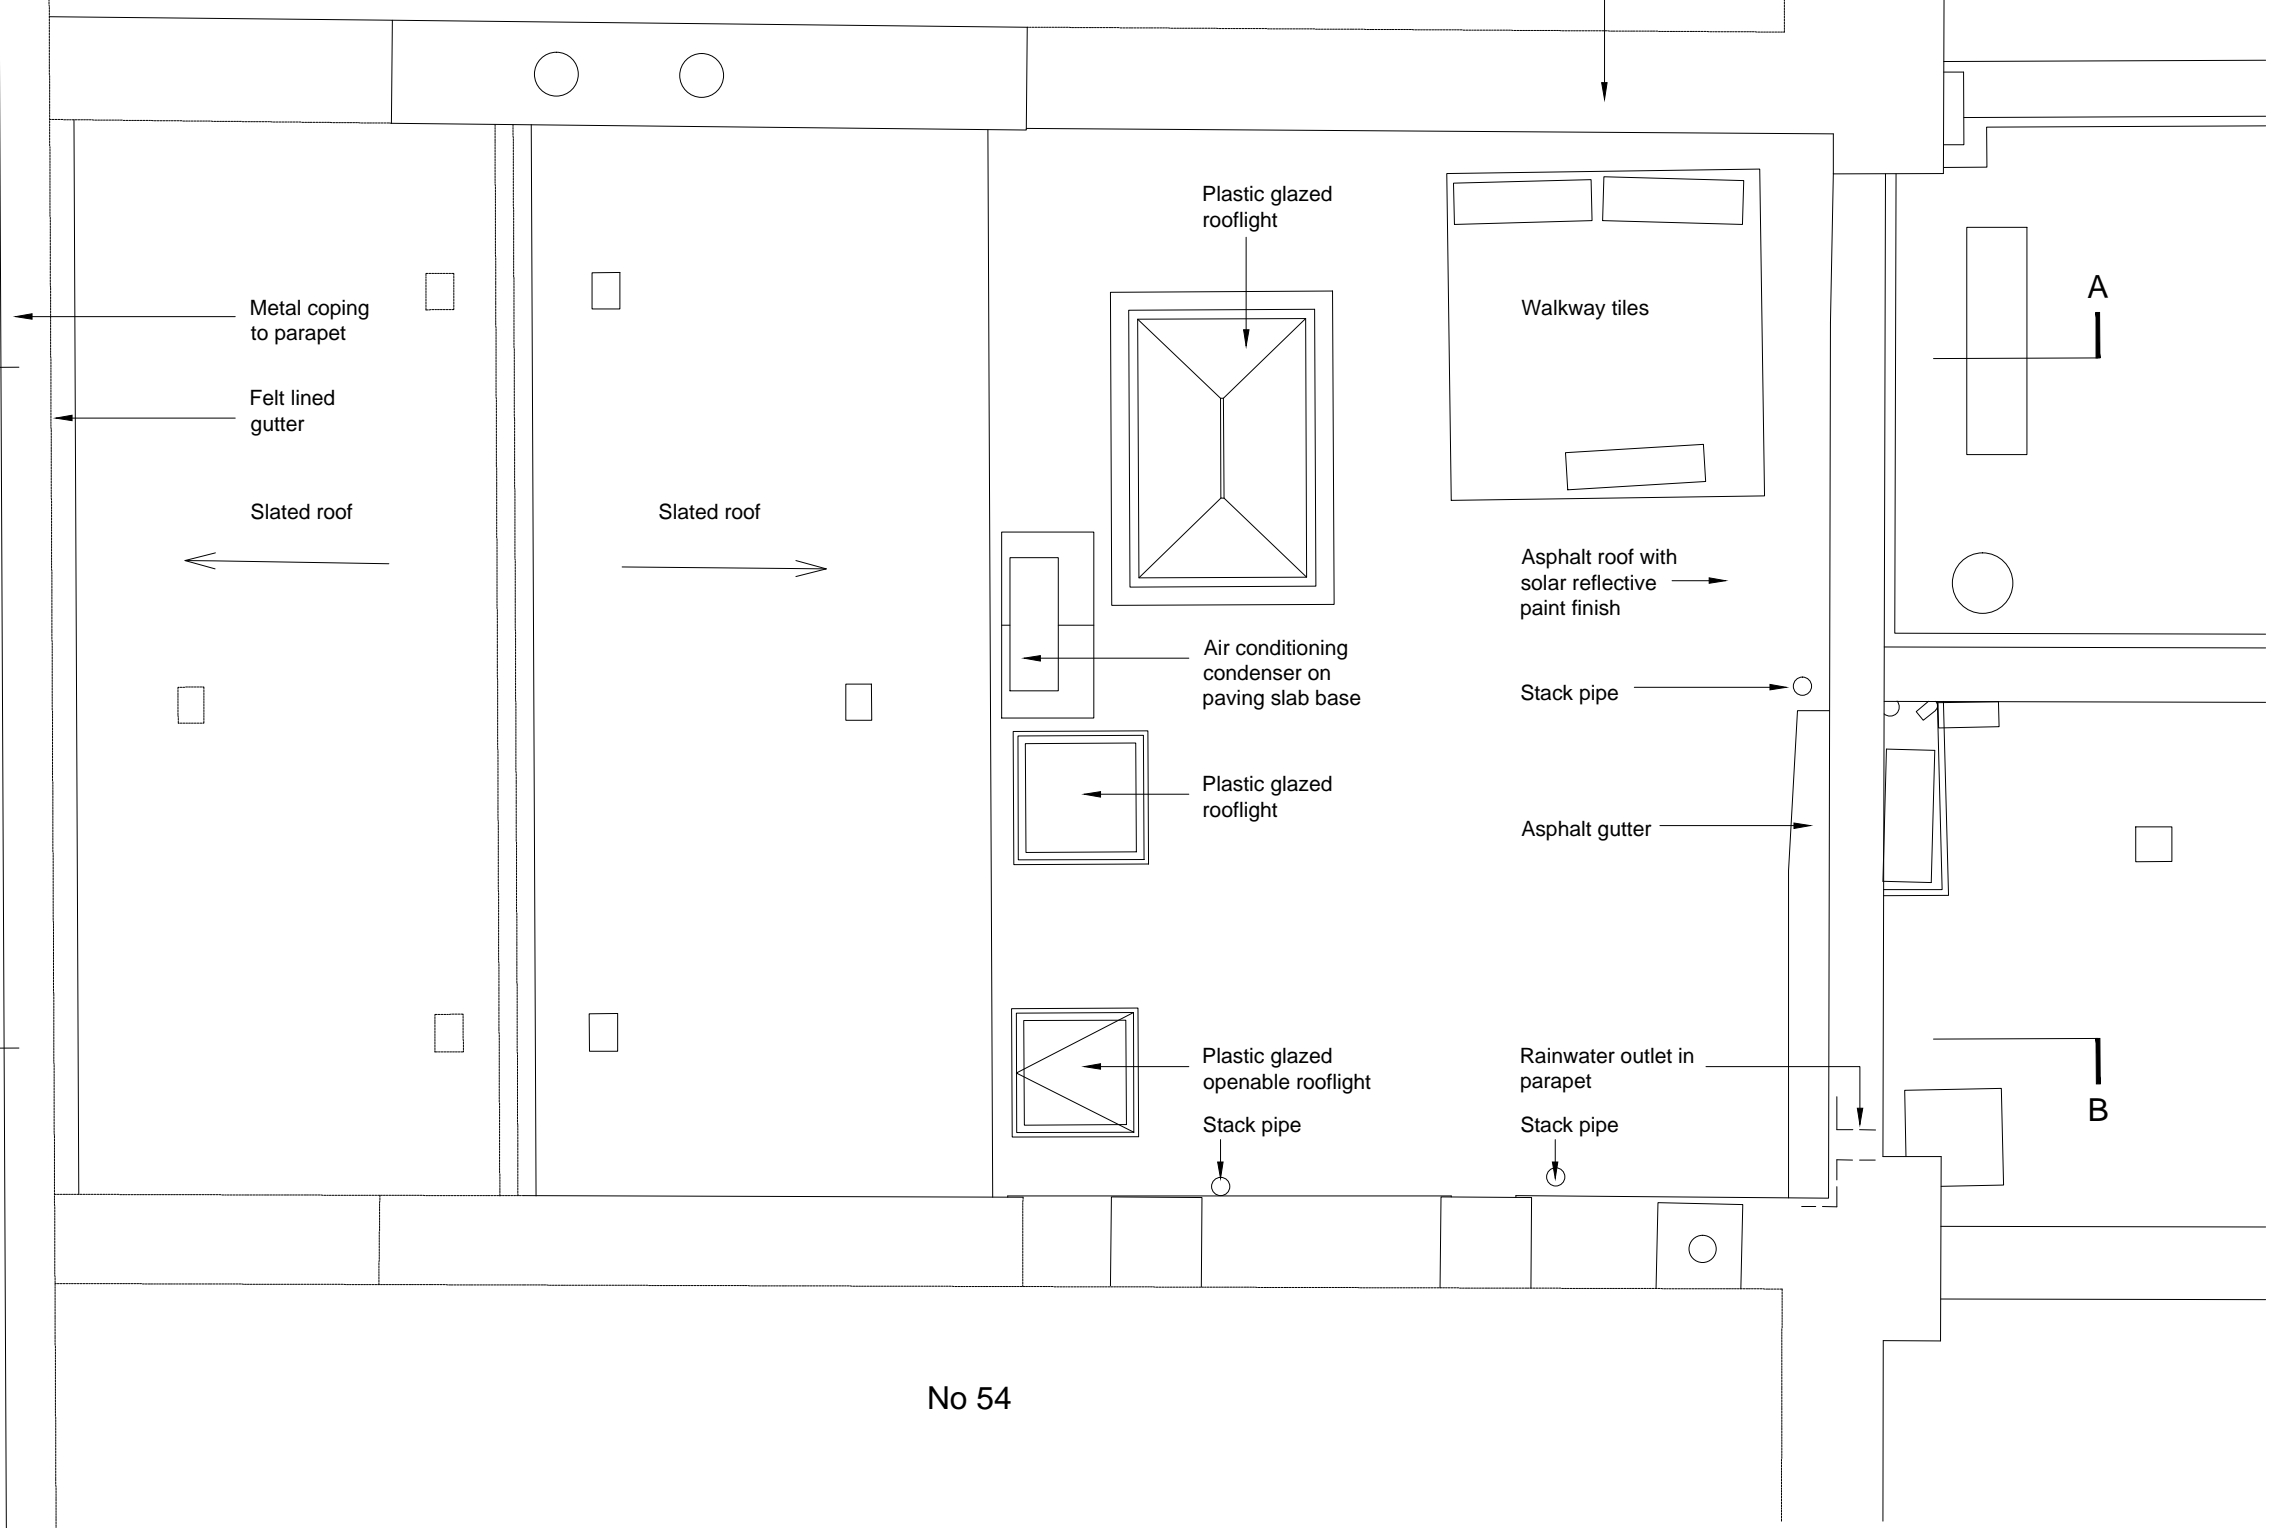 Plastic glazed
rooflight
A
Metal coping
to parapet
Walkway tiles
Felt lined
gutter
Slated roof
Slated roof
Asphalt roof with
solar reflective
paint finish
Air conditioning
condenser on
paving slab base
Stack pipe
Plastic glazed
rooflight
Asphalt gutter
Plastic glazed
openable rooflight
Rainwater outlet in
parapet
B
Stack pipe
Stack pipe
No 54